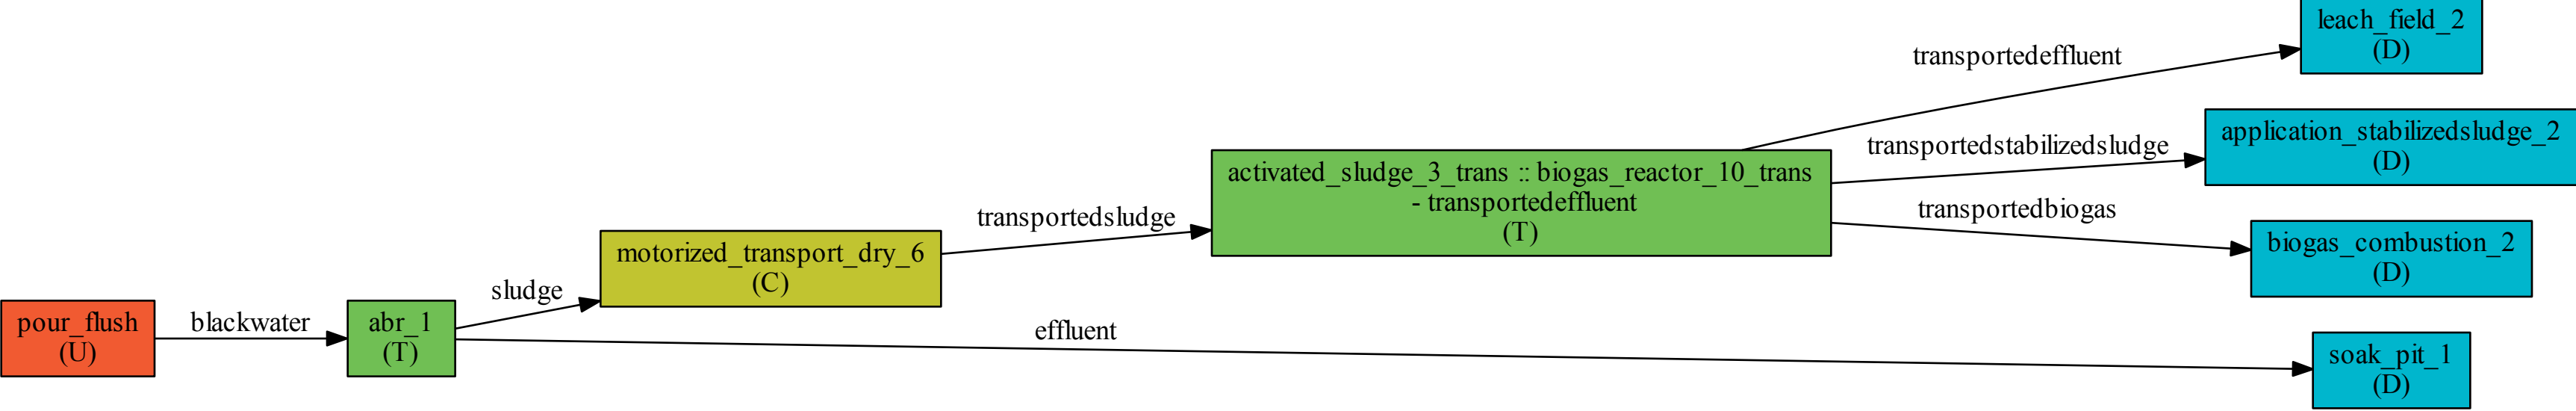 pour_flush
(U)
blackwater
abr_1
(T)
sludge
motorized_transport_dry_6
(C)
transportedsludge
activated_sludge_3_trans :: biogas_reactor_10_trans
- transportedeffluent
(T)
transportedeffluent
leach_field_2
(D)
transportedstabilizedsludge
application_stabilizedsludge_2
(D)
transportedbiogas
biogas_combustion_2
(D)
effluent
soak_pit_1
(D)